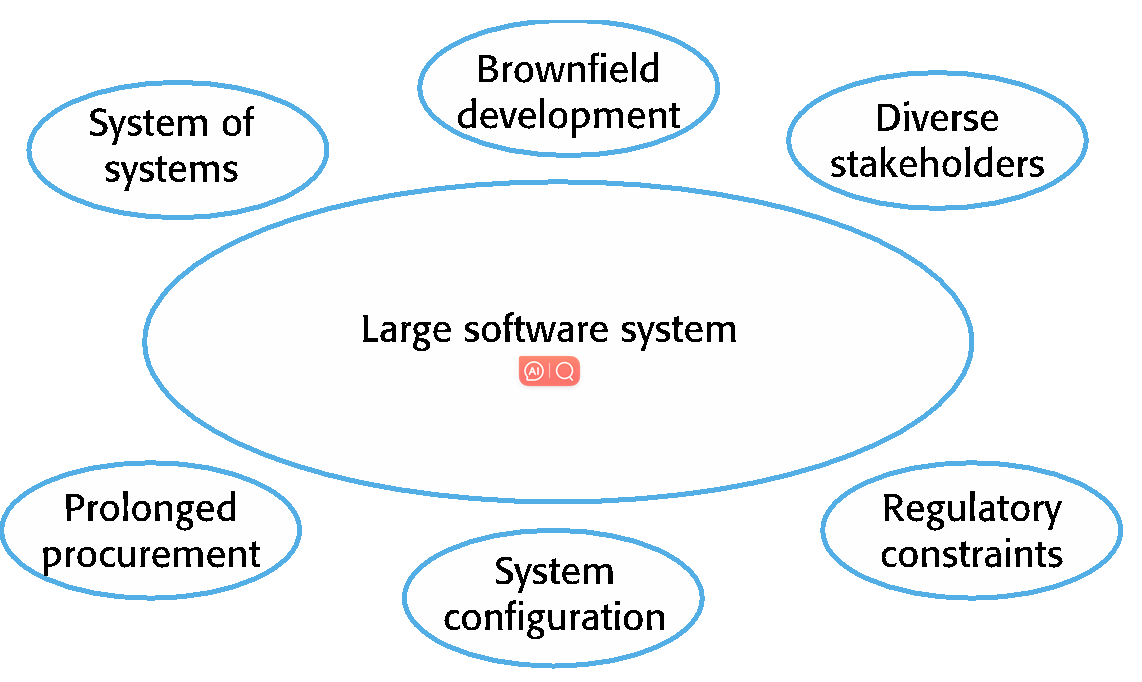 Brownfield
development
System of
systems
Diverse
stakeholders
Large software system
AI
Prolonged
procurement
Regulatory
constraints
System
configuration